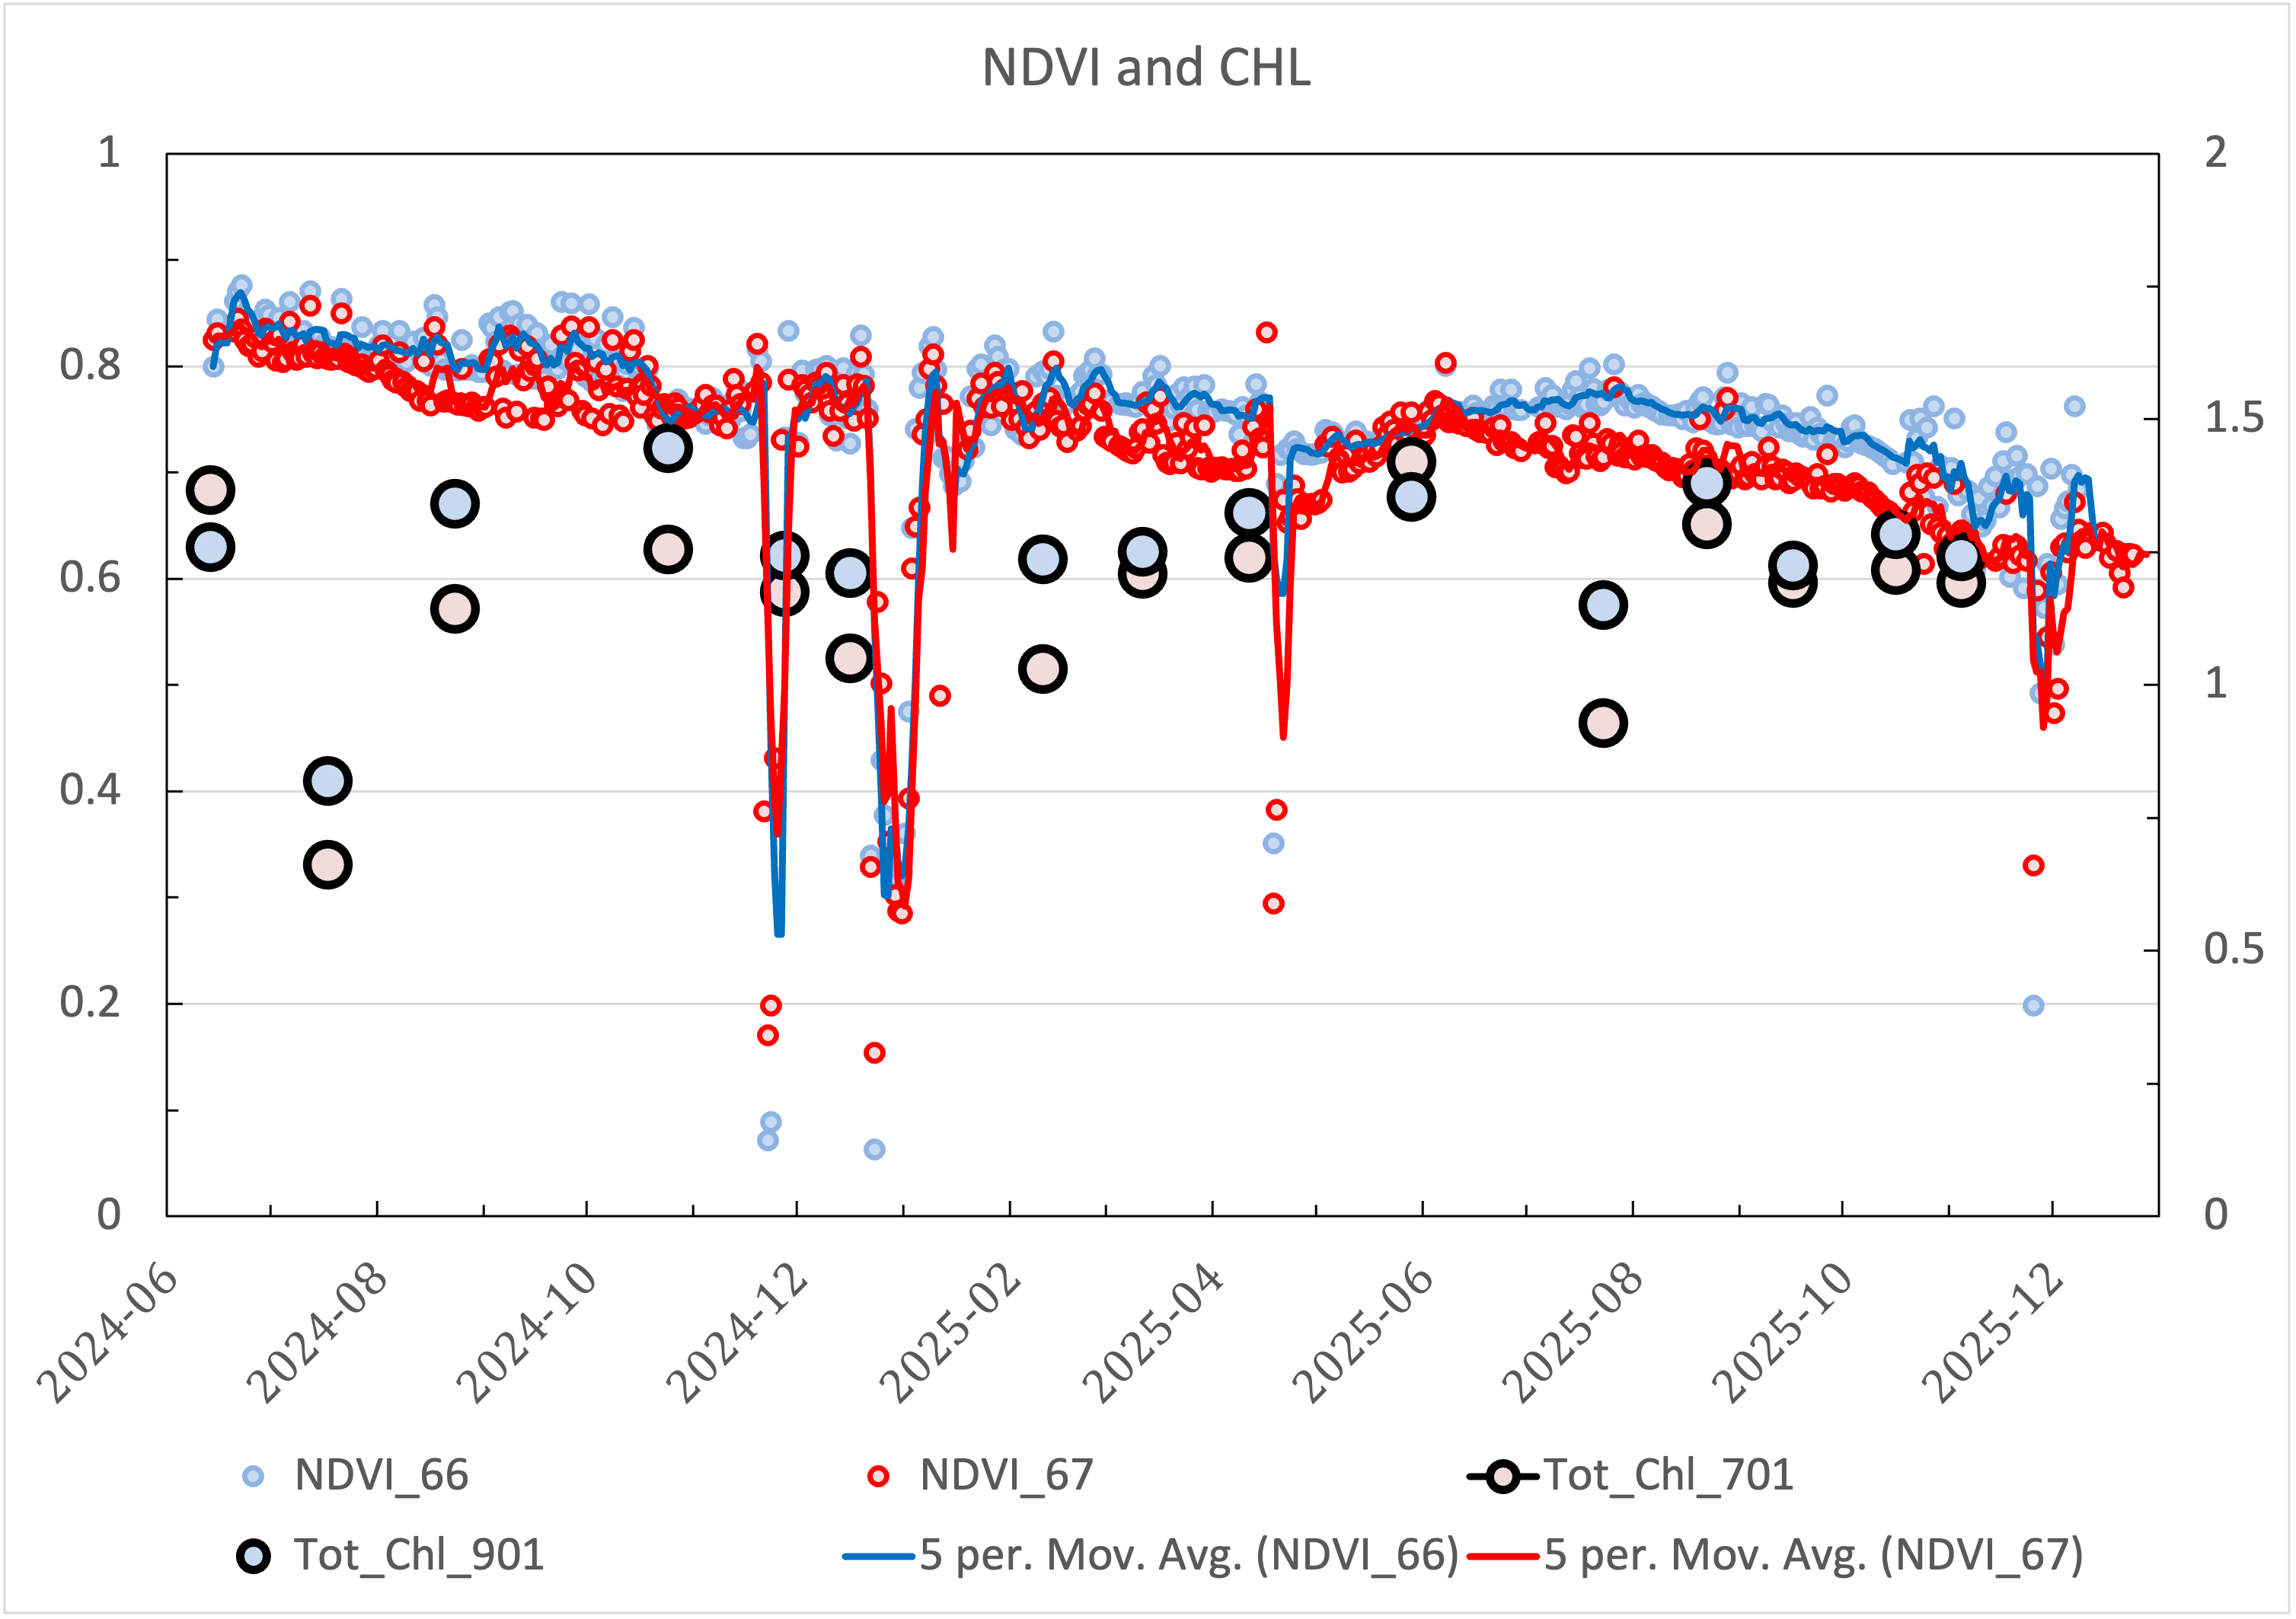 NDVI and CHL
1 2
0.8
1.5
0.6
1
0.4
0.5
0.2
0 0
2024-06 2024-08 2024-10 2024-12 2025-02 2025-04 2025-06 2025-08 2025-10 2025-12
NDVI_66 NDVI_67 Tot_Chl_701
Tot_Chl_901 5 per. Mov. Avg. (NDVI_66) 5 per. Mov. Avg. (NDVI_67)